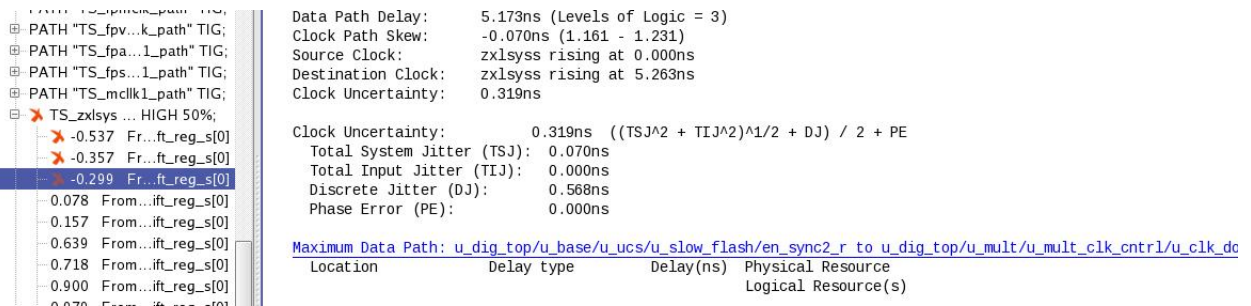 PATH "TS_fpv...k_path" TIG;
PATH "TS_fpa...1_path" TIG;
PATH "TS_fps...1_path" TIG;
PATH "TS_mcllk1_path" TIG;
TS_zxlsys ... HIGH 50%;
-0.537 Fr...ft_reg_s[0]
-0.357 Fr...ft_reg_s[0]
-0.299 Fr...ft_reg_s[0]
0.078 From...ift_reg_s[0]
0.157 From...ift_reg_s[0]
0.639 From...ift_reg_s[0]
0.718 From...ift_reg_s[0]
0.900 From...ift_reg_s[0]
Data Path Delay: 5.173ns (Levels of Logic = 3)
Clock Path Skew: -0.070ns (1.161 - 1.231)
Source Clock: zxlsyss rising at 0.000ns
Destination Clock: zxlsyss rising at 5.263ns
Clock Uncertainty: 0.319ns
Clock Uncertainty: 0.319ns ((TSJ^2 + TIJ^2)^1/2 + DJ) / 2 + PE
Total System Jitter (TSJ): 0.070ns
Total Input Jitter (TIJ): 0.000ns
Discrete Jitter (DJ): 0.568ns
Phase Error (PE): 0.000ns
Maximum Data Path: u_dig_top/u_base/u_ucs/u_slow_flash/en_sync2_r to u_dig_top/u_mult/u_mult_clk_cntrl/u_clk_do
Location Delay type Delay(ns) Physical Resource
Logical Resource(s)